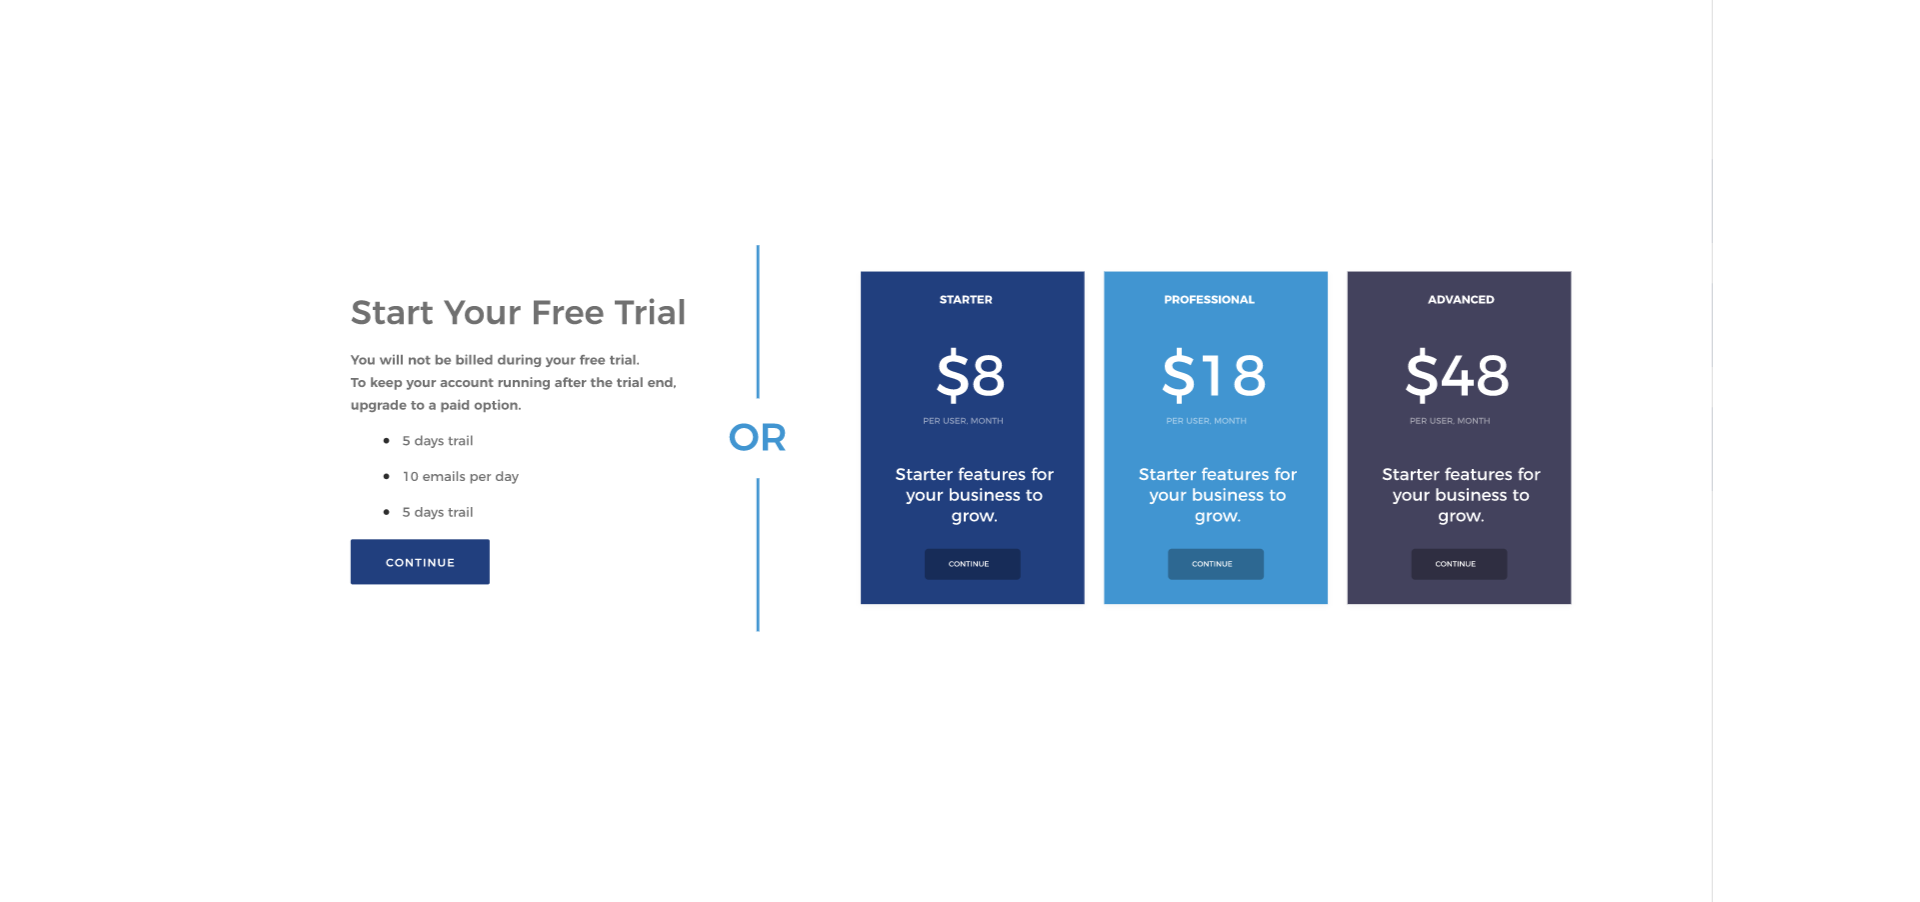 Start Your Free Trial
You will not be billed during your free trial.
To keep your account running after the trial end,
upgrade to a paid option.
5 days trail
10 emails per day
5 days trail
CONTINUE
OR
STARTER
$8
PER USER, MONTH
Starter features for
your business to
grow.
CONTINUE
PROFESSIONAL
$18
PER USER, MONTH
Starter features for
your business to
grow.
CONTINUE
ADVANCED
$48
PER USER, MONTH
Starter features for
your business to
grow.
CONTINUE